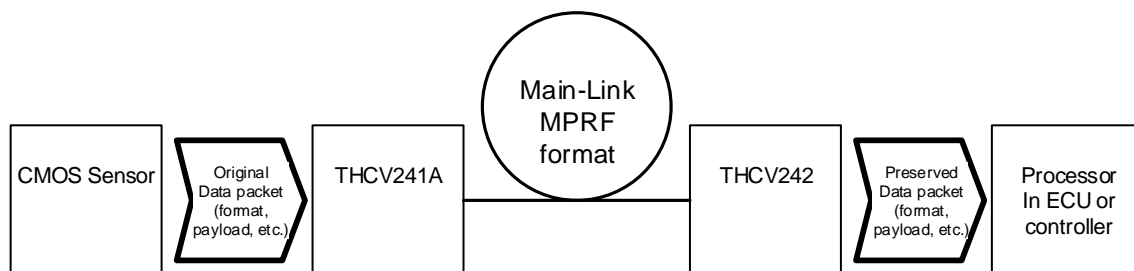 CMOS Sensor
Original
Data packet
(format,
payload, etc.)
THCV241A
Main-Link
MPRF
format
THCV242
Preserved
Data packet
(format,
payload, etc.)
Processor
In ECU or
controller